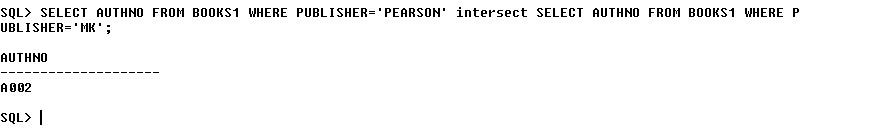 SQL> SELECT AUTHNO FROM BOOKS1 WHERE PUBLISHER='PEARSON' intersect SELECT AUTHNO FROM BOOKS1 WHERE P
UBLISHER='MK';
AUTHNO
--------------------
A002
SQL>